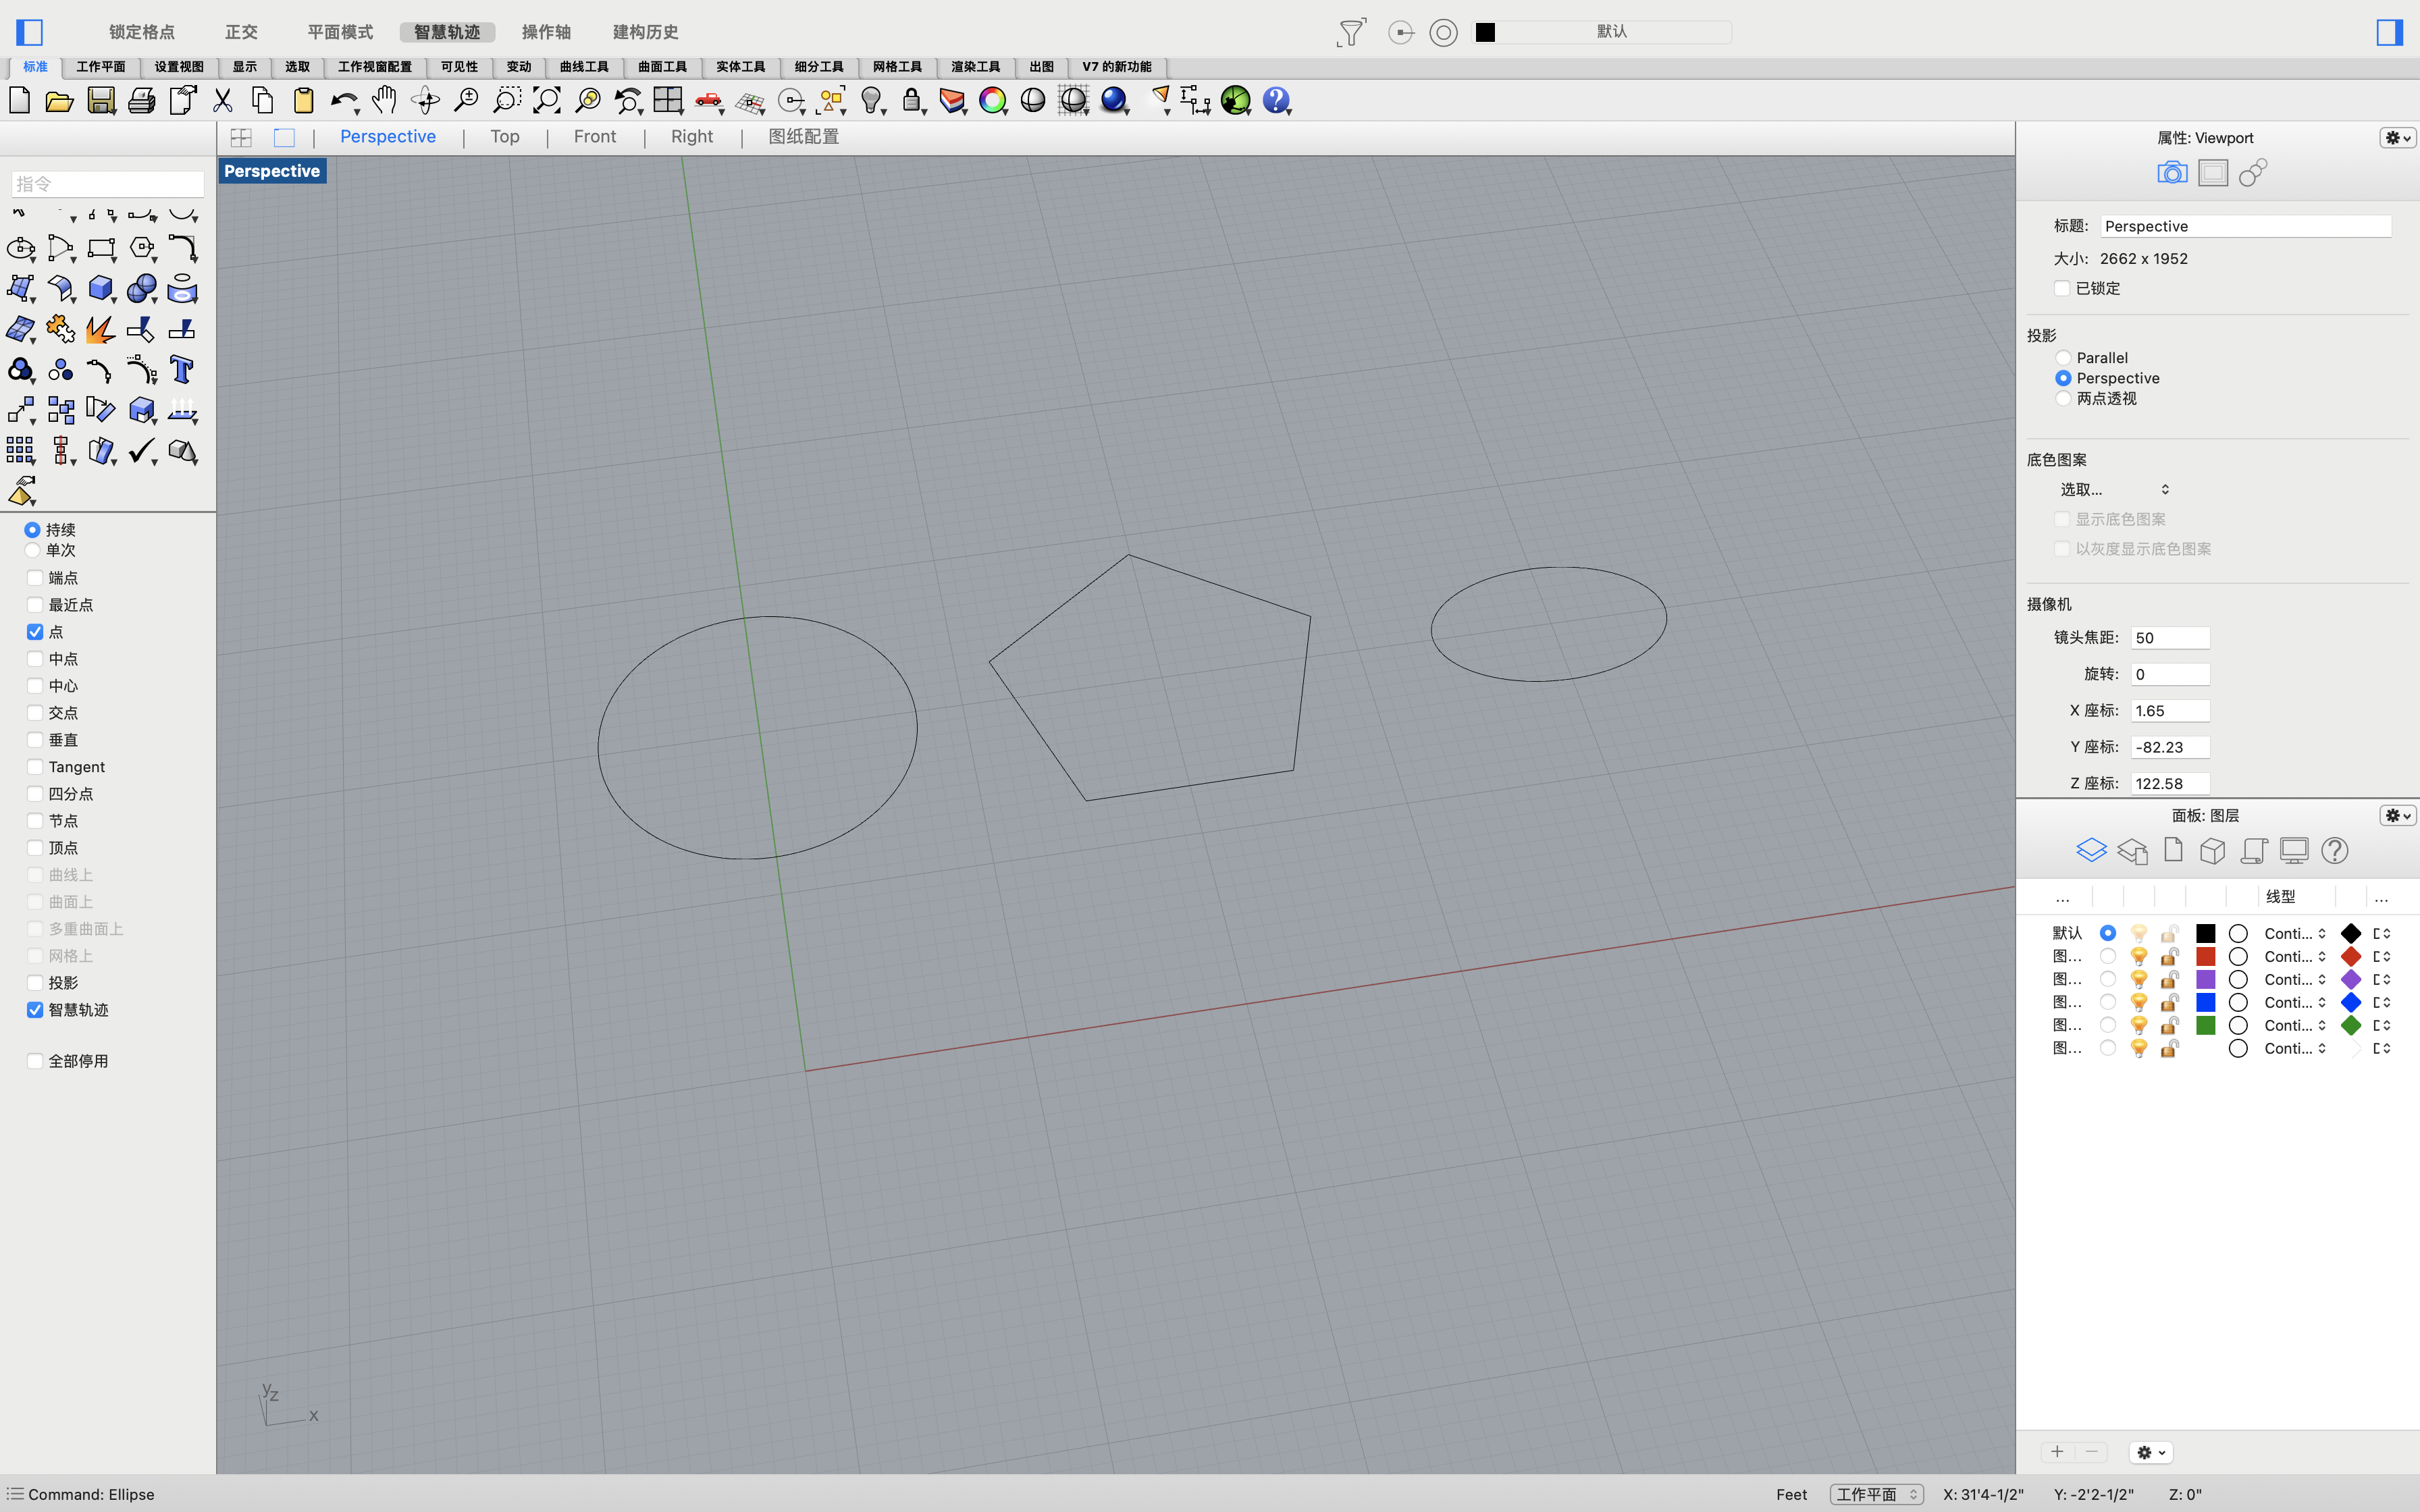 锁定格点 正交 平面模式 智慧轨迹 操作轴 建构历史 默认
标准 工作平面 设置视图 显示 选取 工作视窗配置 可见性 变动 曲线工具 曲面工具 实体工具 细分工具 网格工具 渲染工具 出图 V7 的新功能
Perspective | Top | Front | Right | 图纸配置
Perspective
指令
持续
单次
端点
最近点
点
中点
中心
交点
垂直
Tangent
四分点
节点
顶点
曲线上
曲面上
多重曲面上
网格上
投影
智慧轨迹
全部停用
y
z
x
属性: Viewport
标题: Perspective
大小: 2662 x 1952
已锁定
投影
Parallel
Perspective
两点透视
底色图案
选取...
显示底色图案
以灰度显示底色图案
摄像机
镜头焦距: 50
旋转: 0
X 座标: 1.65
Y 座标: -82.23
Z 座标: 122.58
面板: 图层
... 线型 ...
默认 Conti...
图... Conti...
图... Conti...
图... Conti...
图... Conti...
图... Conti...
Command: Ellipse
Feet 工作平面 X: 31'4-1/2" Y: -2'2-1/2" Z: 0"